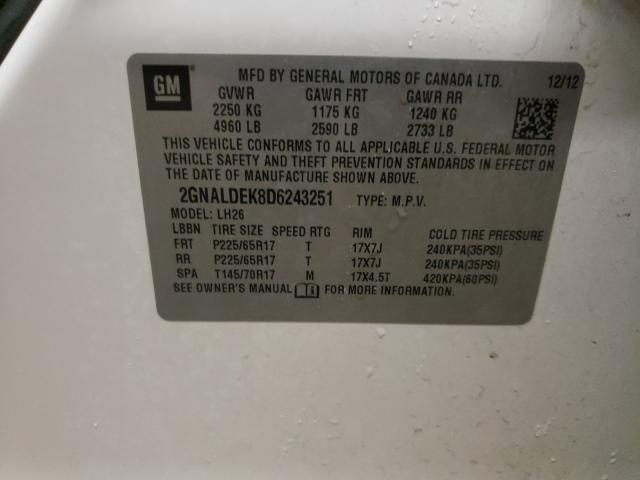 GM
MFD BY GENERAL MOTORS OF CANADA LTD. 12/12
GVWR GAWR FRT GAWR RR
2250 KG 1175 KG 1240 KG
4960 LB 2590 LB 2733 LB
THIS VEHICLE CONFORMS TO ALL APPLICABLE U.S. FEDERAL MOTOR
VEHICLE SAFETY AND THEFT PREVENTION STANDARDS IN EFFECT ON
THE DATE OF MANUFACTURE SHOWN ABOVE.
2GNALDEK8D6243251 TYPE: M.P.V.
MODEL: LH26
LBBN TIRE SIZE SPEED RTG RIM COLD TIRE PRESSURE
FRT P225/65R17 T 17X7J 240KPA(35PSI)
RR P225/65R17 T 17X7J 240KPA(35PSI)
SPA T145/70R17 M 17X4.5T 420KPA(60PSI)
SEE OWNER'S MANUAL FOR MORE INFORMATION.